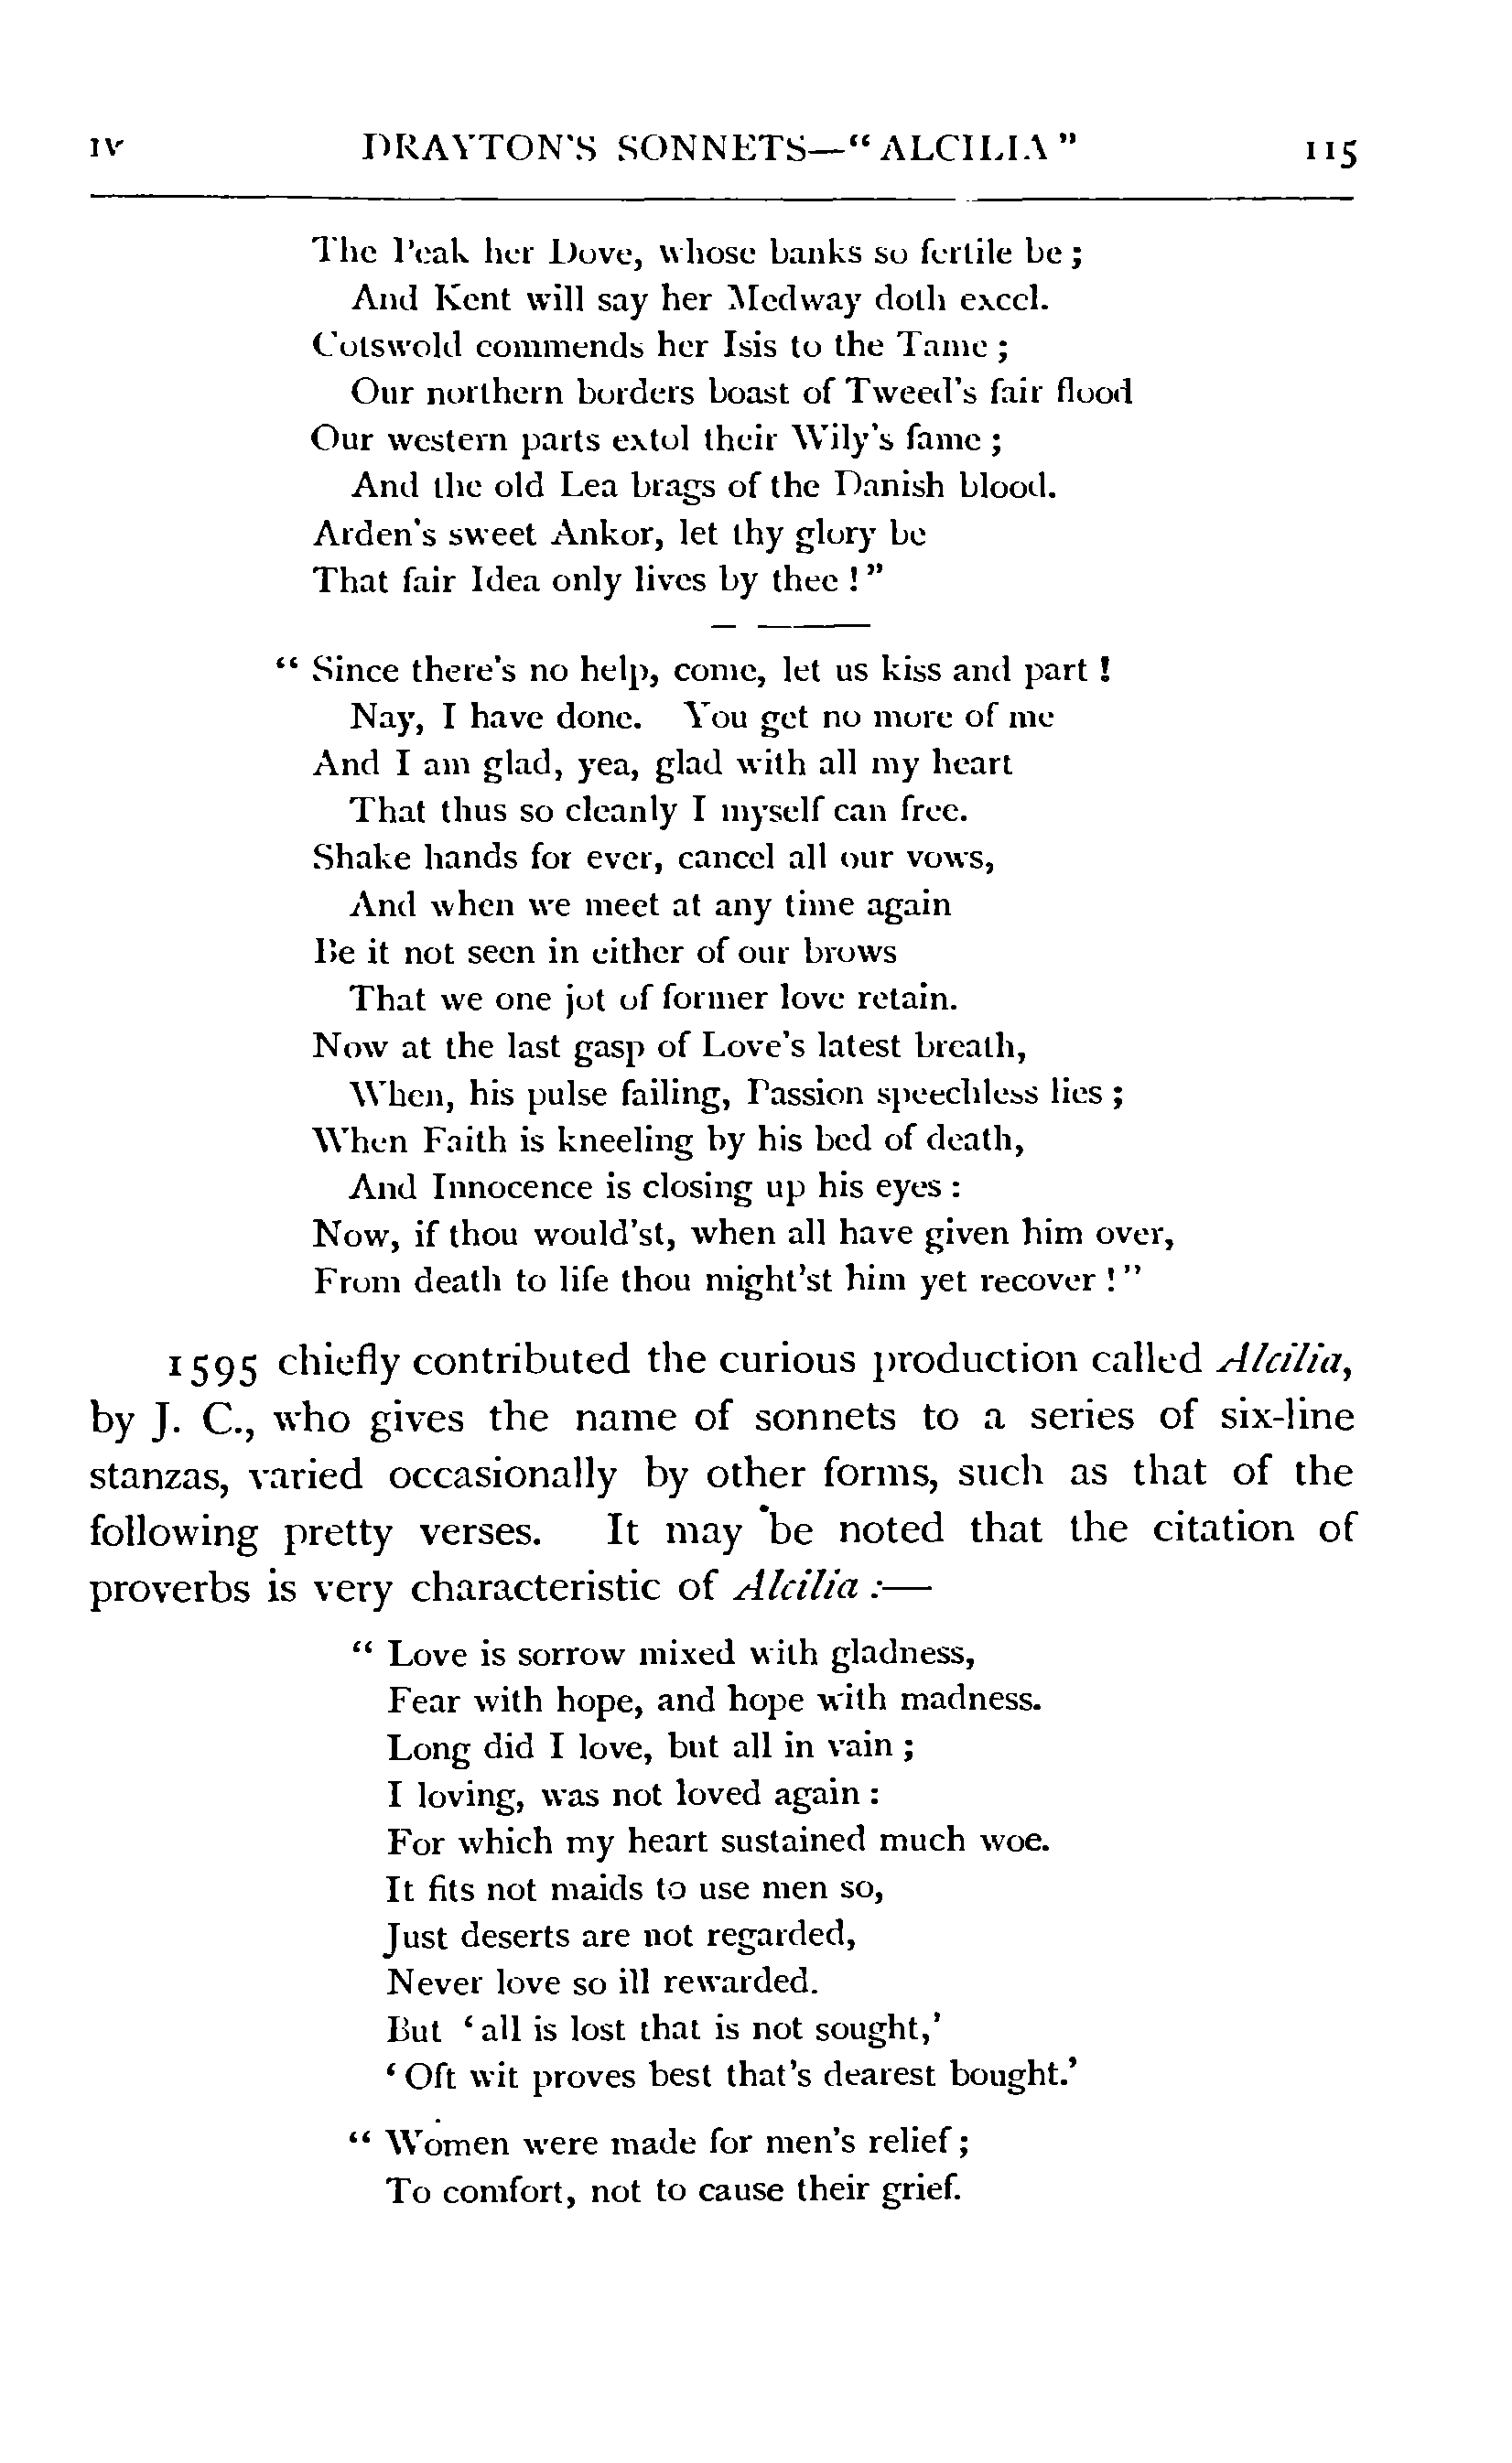 IV DRAYTON'S SONNETS—"ALCILIA" 115
The Peak her Dove, whose banks so fertile be;
And Kent will say her Medway doth excel.
Cotswold commends her Isis to the Tame;
Our northern borders boast of Tweed's fair flood
Our western parts extol their Wily's fame;
And the old Lea brags of the Danish blood.
Arden's sweet Ankor, let thy glory be
That fair Idea only lives by thee!"
"Since there's no help, come, let us kiss and part!
Nay, I have done. You get no more of me
And I am glad, yea, glad with all my heart
That thus so cleanly I myself can free.
Shake hands for ever, cancel all our vows,
And when we meet at any time again
Be it not seen in either of our brows
That we one jot of former love retain.
Now at the last gasp of Love's latest breath,
When, his pulse failing, Passion speechless lies;
When Faith is kneeling by his bed of death,
And Innocence is closing up his eyes:
Now, if thou would'st, when all have given him over,
From death to life thou might'st him yet recover!"
1595 chiefly contributed the curious production called Alcilia,
by J. C., who gives the name of sonnets to a series of six-line
stanzas, varied occasionally by other forms, such as that of the
following pretty verses. It may be noted that the citation of
proverbs is very characteristic of Alcilia:—
"Love is sorrow mixed with gladness,
Fear with hope, and hope with madness.
Long did I love, but all in vain;
I loving, was not loved again:
For which my heart sustained much woe.
It fits not maids to use men so,
Just deserts are not regarded,
Never love so ill rewarded.
But 'all is lost that is not sought,'
'Oft wit proves best that's dearest bought.'
"Women were made for men's relief;
To comfort, not to cause their grief.